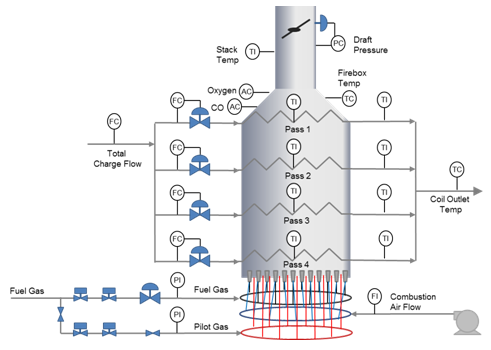 Stack
Temp
TI
PC
Draft
Pressure
Oxygen
AC
CO
AC
Firebox
Temp
TC
FC
Total
Charge Flow
FC
TI
Pass 1
TI
FC
TI
Pass 2
TI
FC
TI
Pass 3
TI
FC
TI
Pass 4
TI
TC
Coil Outlet
Temp
Fuel Gas
PI
Fuel Gas
PI
Pilot Gas
FI
Combustion
Air Flow